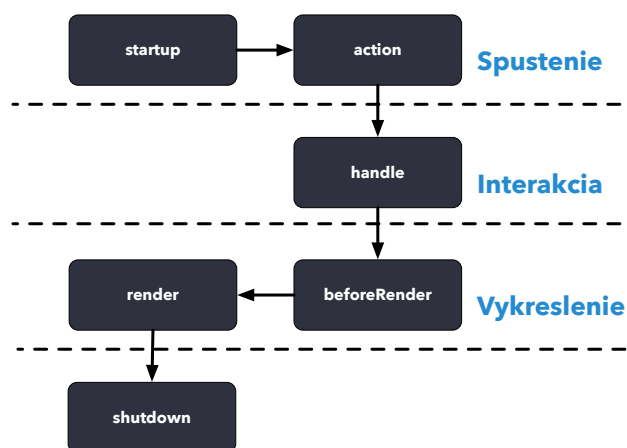 startup
action
Spustenie
handle
Interakcia
render
beforeRender
Vykreslenie
shutdown